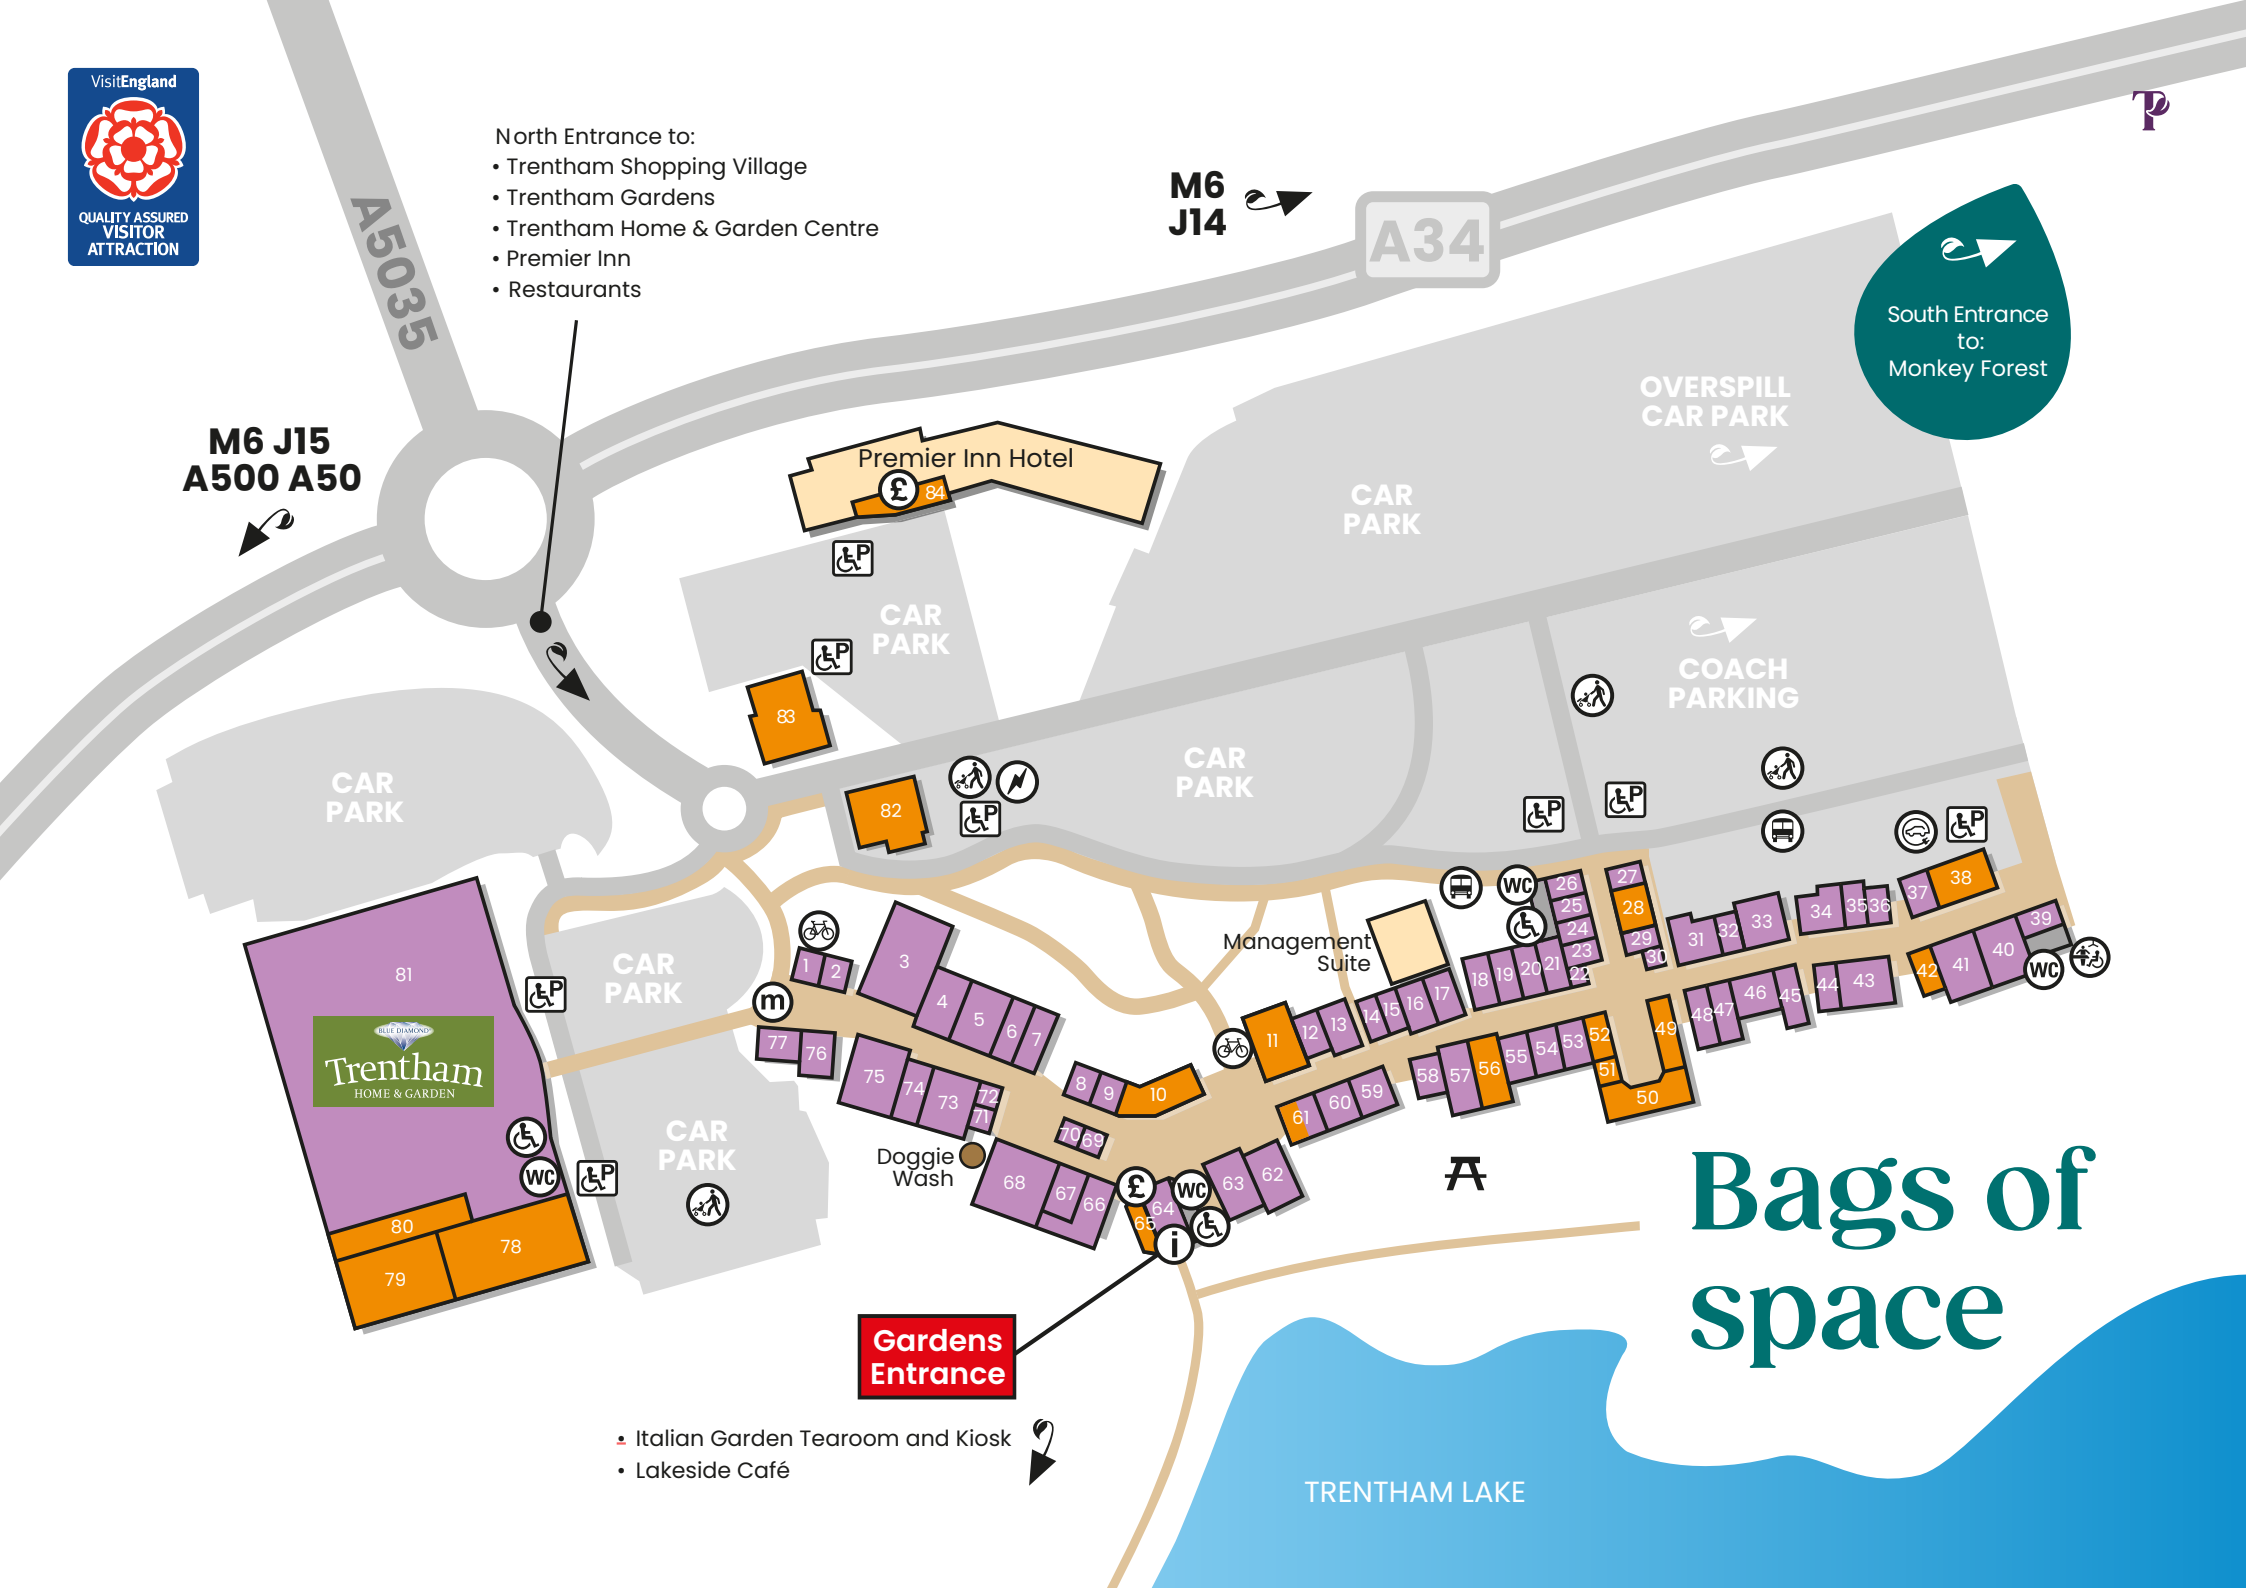 VisitEngland
QUALITY ASSURED
VISITOR
ATTRACTION
A5035
North Entrance to:
• Trentham Shopping Village
• Trentham Gardens
• Trentham Home & Garden Centre
• Premier Inn
• Restaurants
M6
J14
A34
TP
South Entrance
to:
Monkey Forest
OVERSPILL
CAR PARK
M6 J15
A500 A50
Premier Inn Hotel
£
84
P
CAR
PARK
CAR
PARK
P
COACH
PARKING
83
CAR
PARK
CAR
PARK
82
P
P
P
P
81
BLUE DIAMOND
Trentham
HOME & GARDEN
WC
P
P
80
79
78
CAR
PARK
CAR
PARK
m
1
2
3
4
5
6
7
8
9
10
11
12
13
14
15
16
17
Management
Suite
WC
18
19
20
21
22
23
24
25
26
27
28
29
30
31
32
33
34
35
36
37
38
39
40
41
42
WC
43
44
45
46
47
48
49
50
51
52
53
54
55
56
57
58
59
60
61
62
63
WC
64
65
£
i
66
67
68
69
70
71
72
73
74
75
76
77
Doggie
Wash
Gardens
Entrance
• Italian Garden Tearoom and Kiosk
• Lakeside Café
TRENTHAM LAKE
Bags of
space